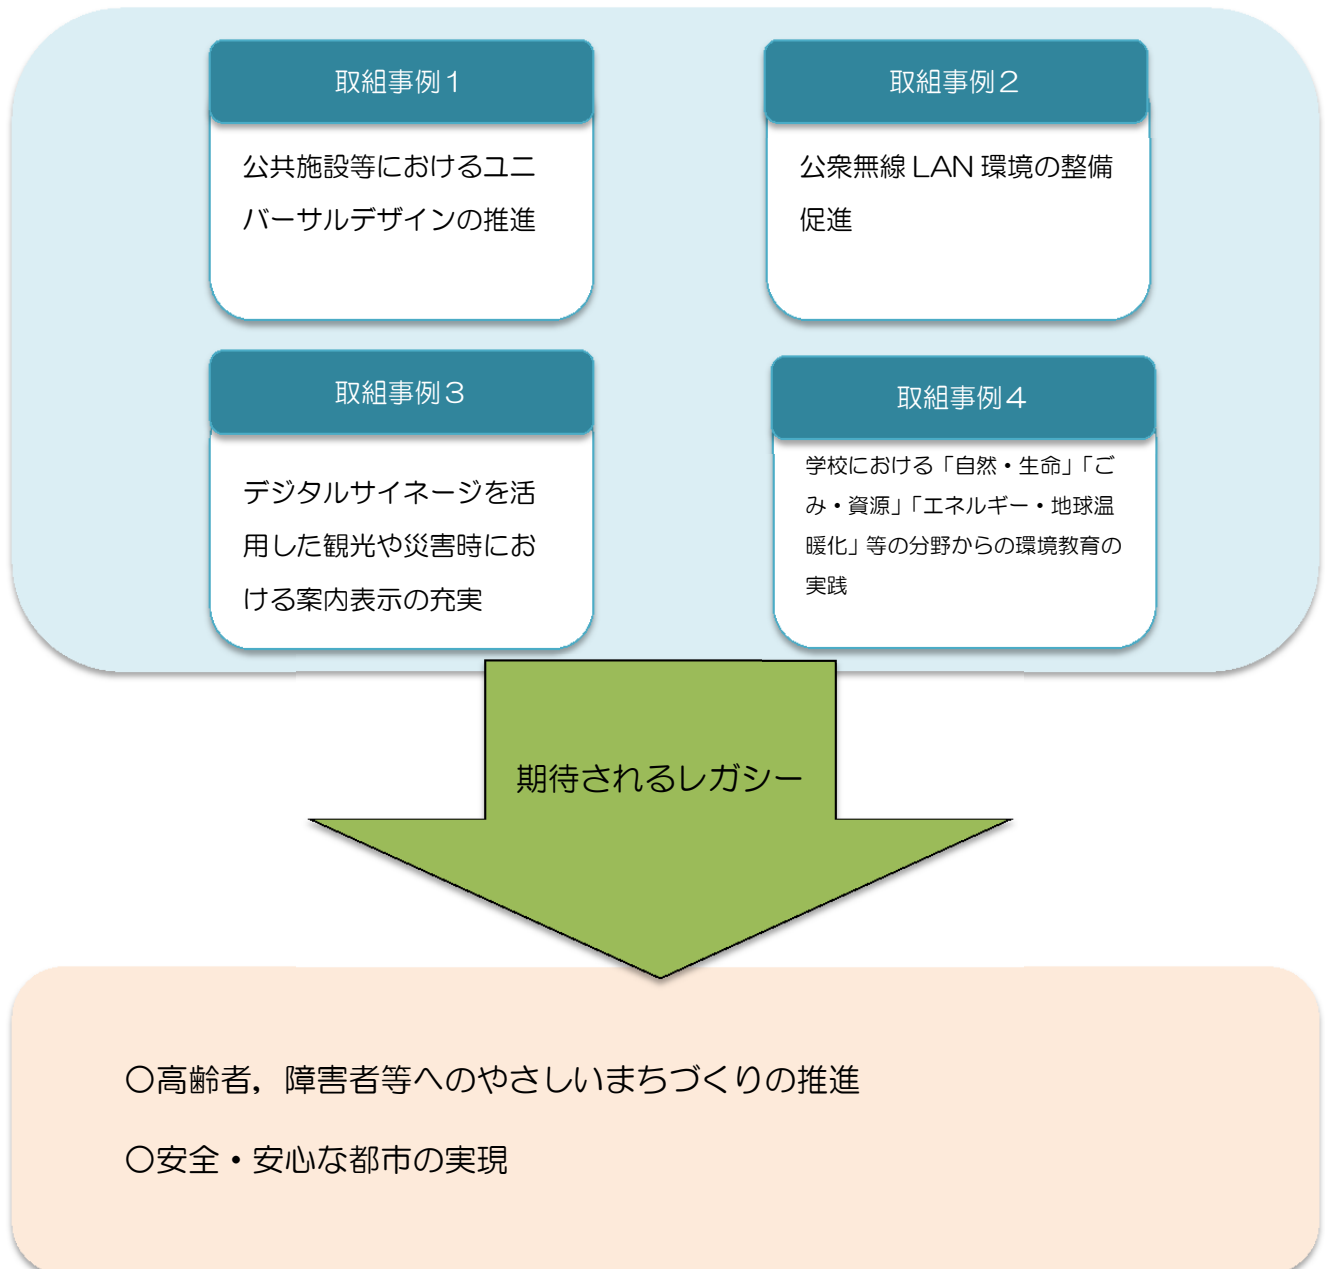 取組事例１
公共施設等におけるユニ
バーサルデザインの推進
取組事例２
公衆無線 LAN 環境の整備
促進
取組事例３
デジタルサイネージを活
用した観光や災害時にお
ける案内表示の充実
取組事例４
学校における「自然・生命」「ご
み・資源」「エネルギー・地球温
暖化」等の分野からの環境教育の
実践
期待されるレガシー
○高齢者，障害者等へのやさしいまちづくりの推進
○安全・安心な都市の実現